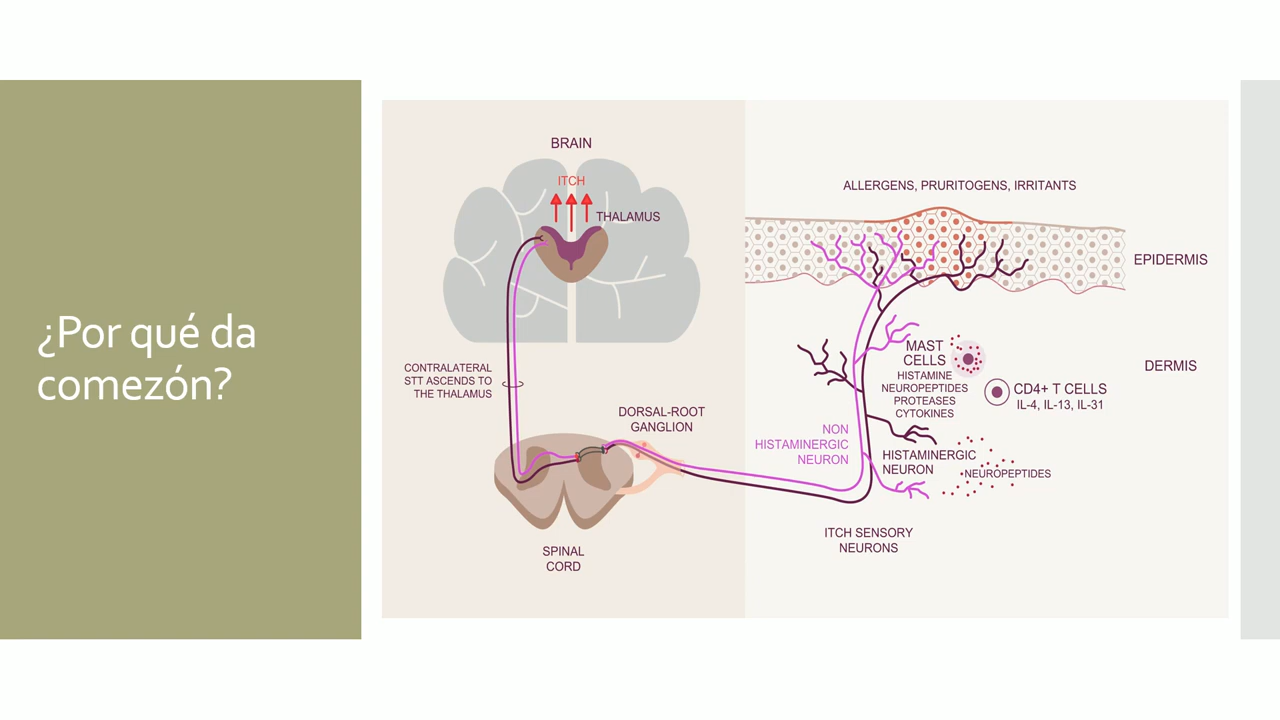 ¿Por qué da
comezón?
BRAIN
ITCH
THALAMUS
CONTRALATERAL
STT ASCENDS TO
THE THALAMUS
DORSAL-ROOT
GANGLION
SPINAL
CORD
ALLERGENS, PRURITOGENS, IRRITANTS
EPIDERMIS
DERMIS
MAST
CELLS
HISTAMINE
NEUROPEPTIDES
PROTEASES
CYTOKINES
CD4+ T CELLS
IL-4, IL-13, IL-31
NON
HISTAMINERGIC
NEURON
HISTAMINERGIC
NEURON
NEUROPEPTIDES
ITCH SENSORY
NEURONS